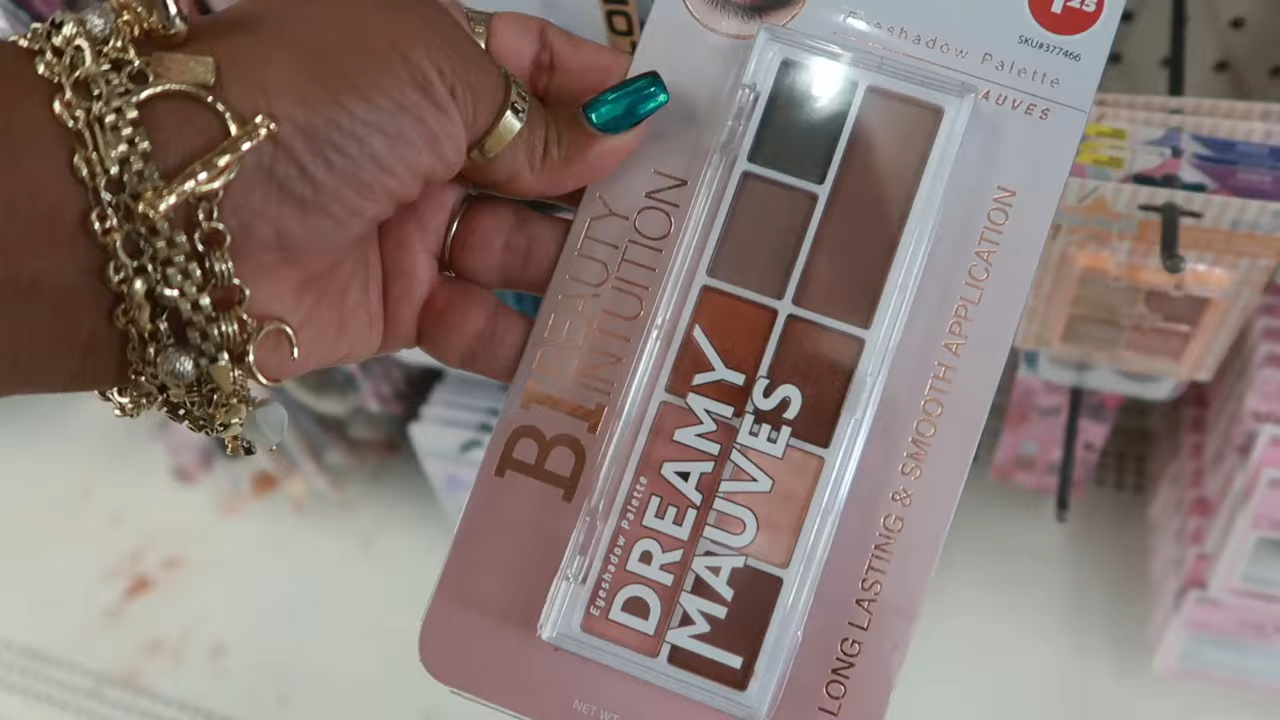 1 25
SKU#377466
Eyeshadow Palette
AUVES
BI BEAUTY
INTUITION
Eyeshadow Palette
DREAMY
MAUVES
LONG LASTING & SMOOTH APPLICATION
NET WT